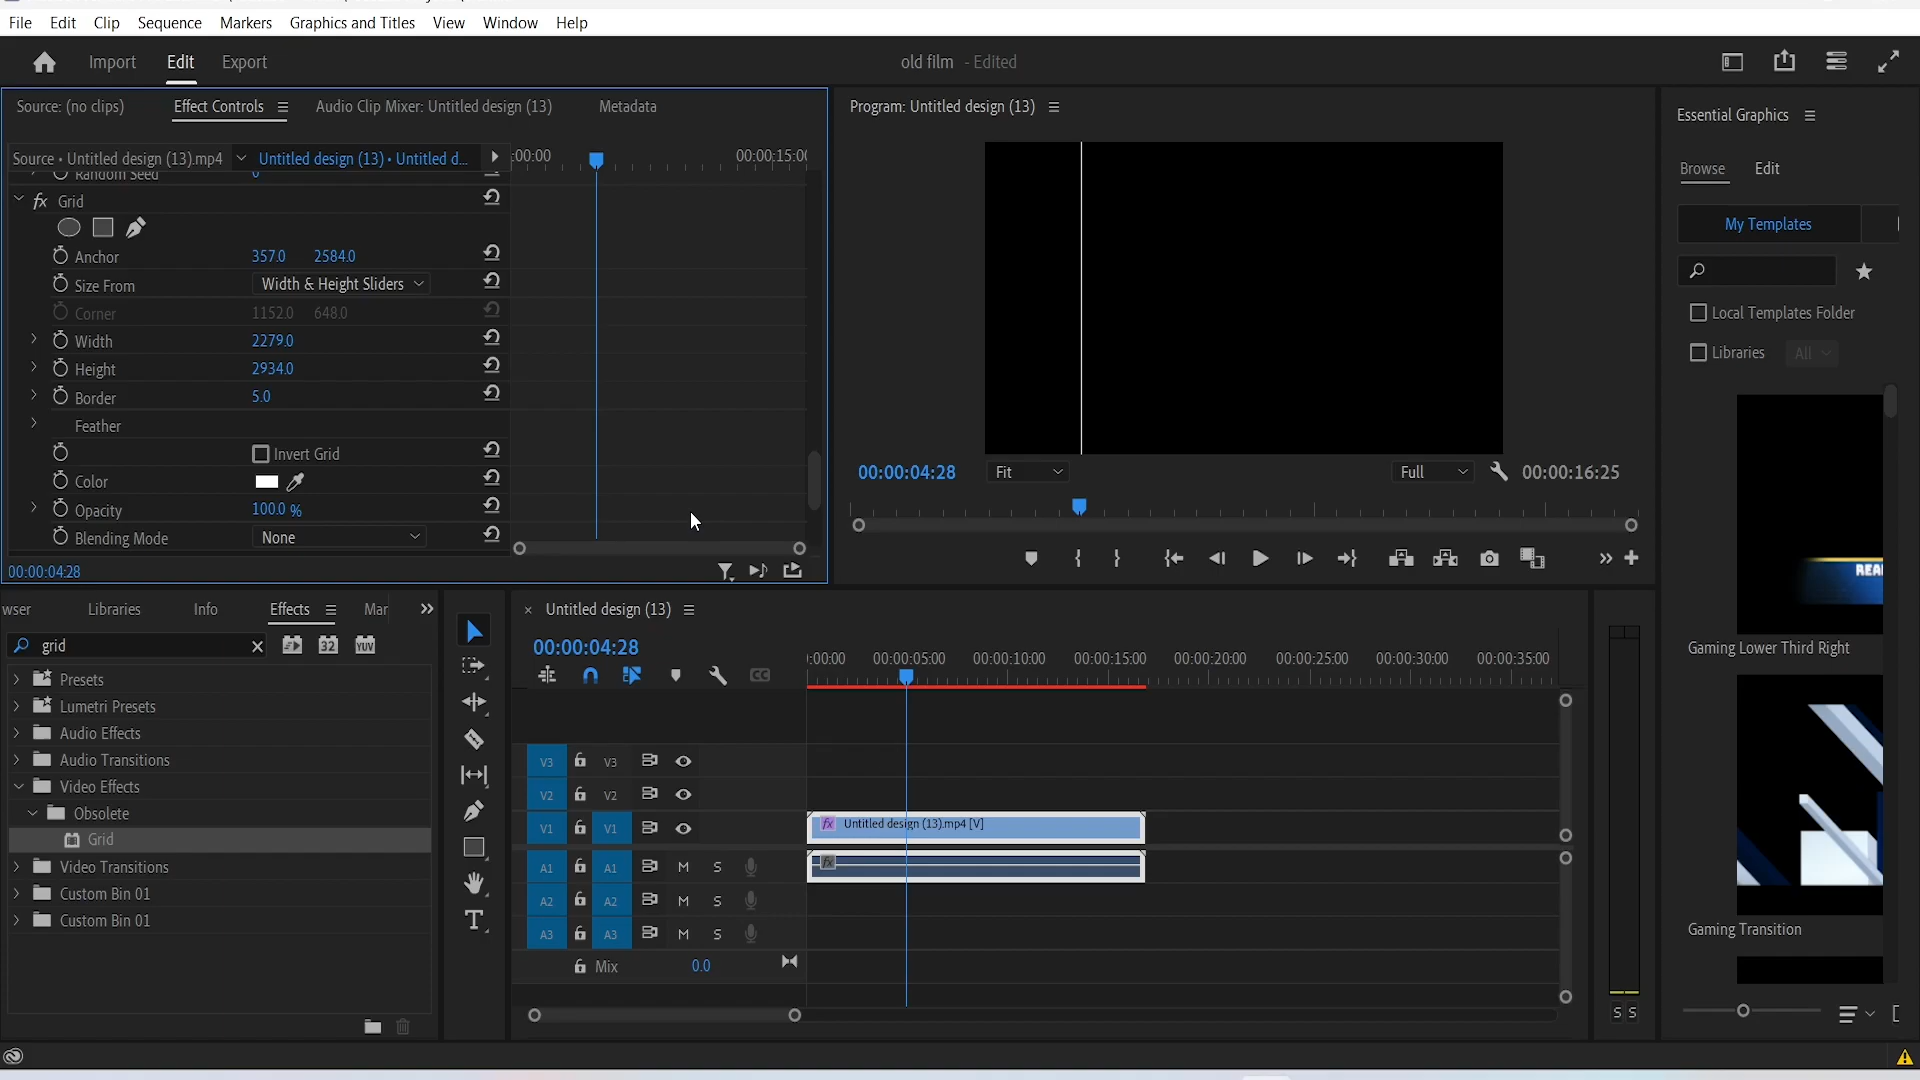 File Edit Clip Sequence Markers Graphics and Titles View Window Help
Import Edit Export old film - Edited
Source: (no clips) Effect Controls Audio Clip Mixer: Untitled design (13) Metadata
Program: Untitled design (13)
Essential Graphics
Source • Untitled design (13).mp4 Untitled design (13) • Untitled d... :00:00 00:00:15:00
Browse Edit
Random Seed 0
Grid
My Templates
Anchor 357.0 2584.0
Size From Width & Height Sliders
Corner 1152.0 648.0
Local Templates Folder
Width 2279.0
Libraries All
Height 2934.0
Border 5.0
Feather
Invert Grid
Color
00:00:04:28 Fit Full 00:00:16:25
Opacity 100.0 %
Blending Mode None
00:00:04:28
REA
wser Libraries Info Effects Mar
× Untitled design (13)
grid
00:00:04:28
:00:00 00:00:05:00 00:00:10:00 00:00:15:00 00:00:20:00 00:00:25:00 00:00:30:00 00:00:35:00
Gaming Lower Third Right
32 YUV
CC
Presets
Lumetri Presets
Audio Effects
Audio Transitions
Video Effects
Obsolete
Grid
Video Transitions
Custom Bin 01
Custom Bin 01
V3 V3
V2 V2
V1 V1 fx Untitled design (13).mp4 [V]
A1 A1 M S fx
A2 A2 M S
A3 A3 M S
Mix 0.0
Gaming Transition
S S